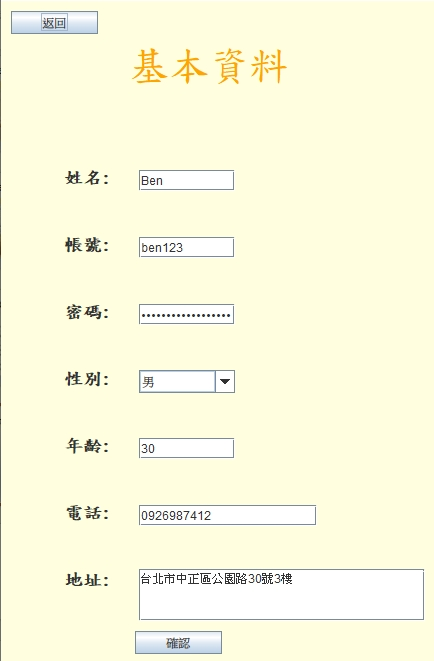 返回
基本資料
姓名: Ben
帳號: ben123
密碼: ••••••••••••••••••
性別: 男
年齡: 30
電話: 0926987412
地址: 台北市中正區公園路30號3樓
確認